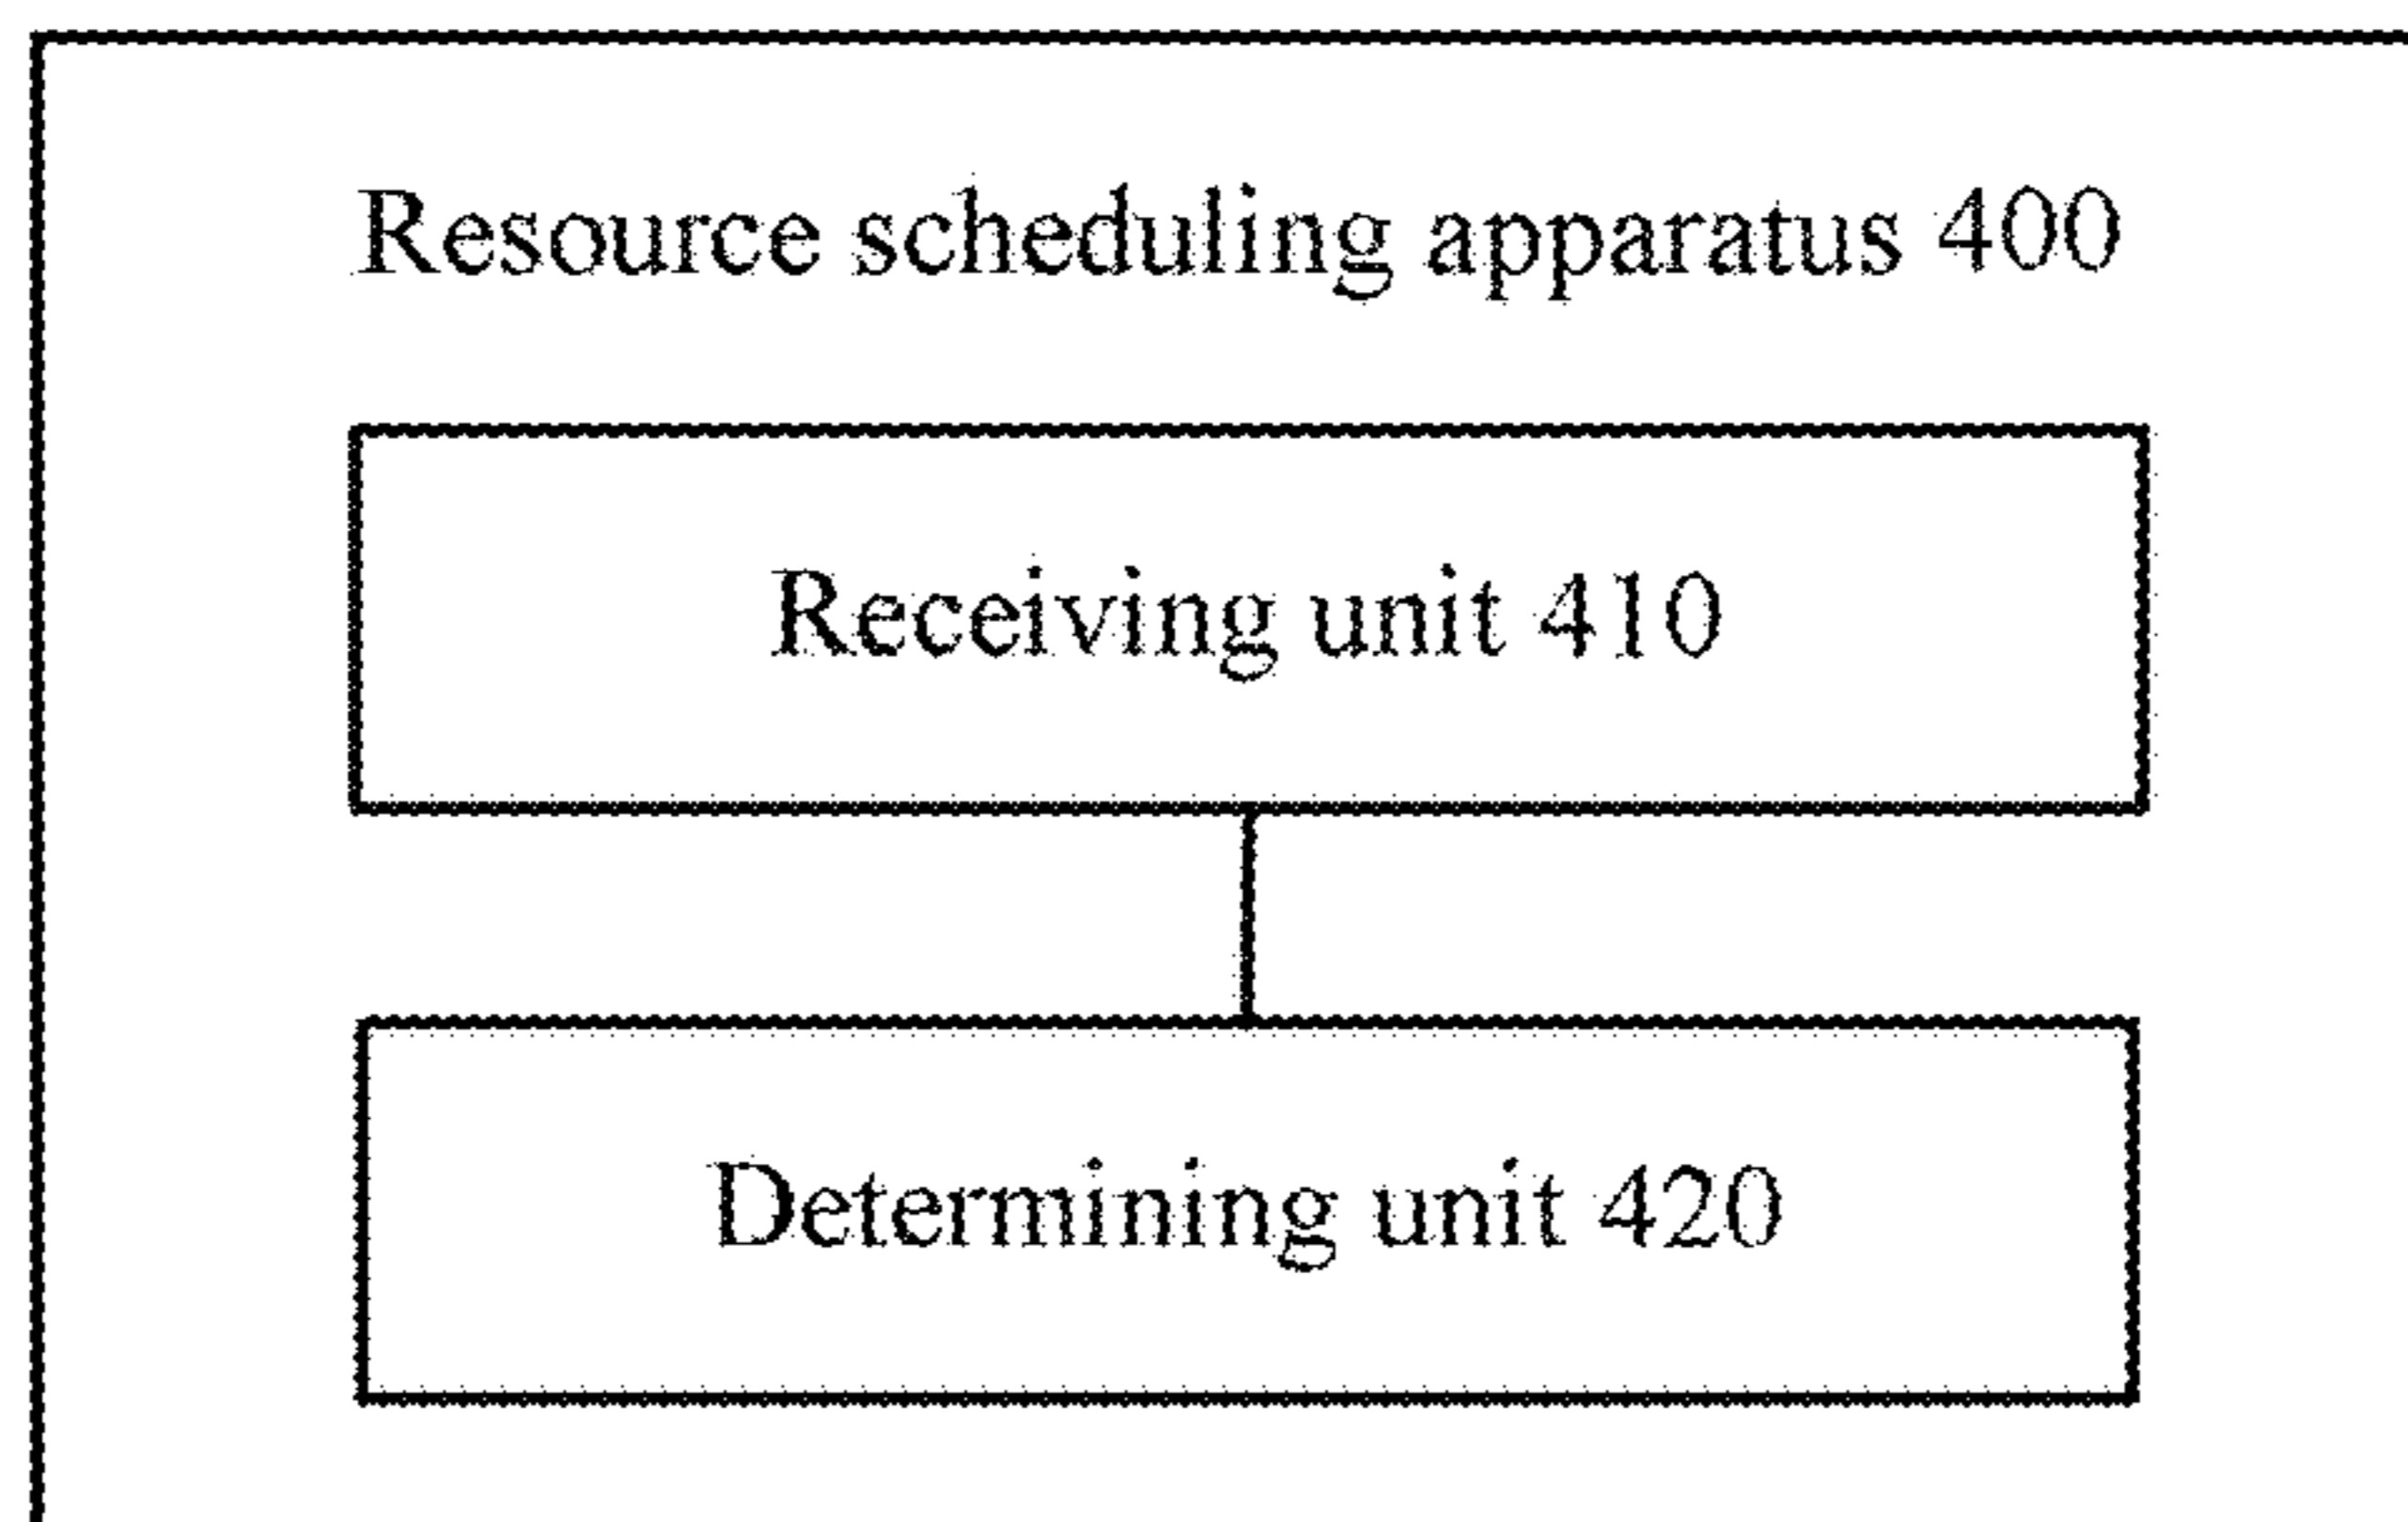 Resource scheduling apparatus 400
Receiving unit 410
Determining unit 420